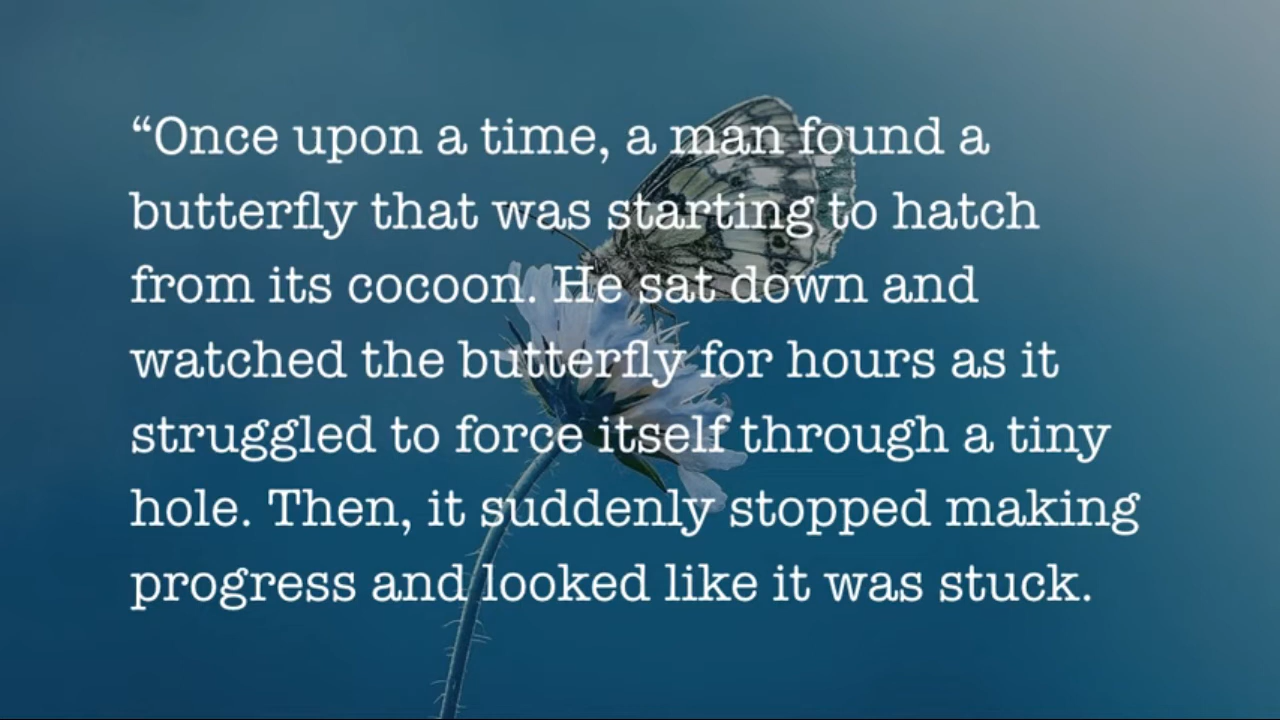 “Once upon a time, a man found a
butterfly that was starting to hatch
from its cocoon. He sat down and
watched the butterfly for hours as it
struggled to force itself through a tiny
hole. Then, it suddenly stopped making
progress and looked like it was stuck.